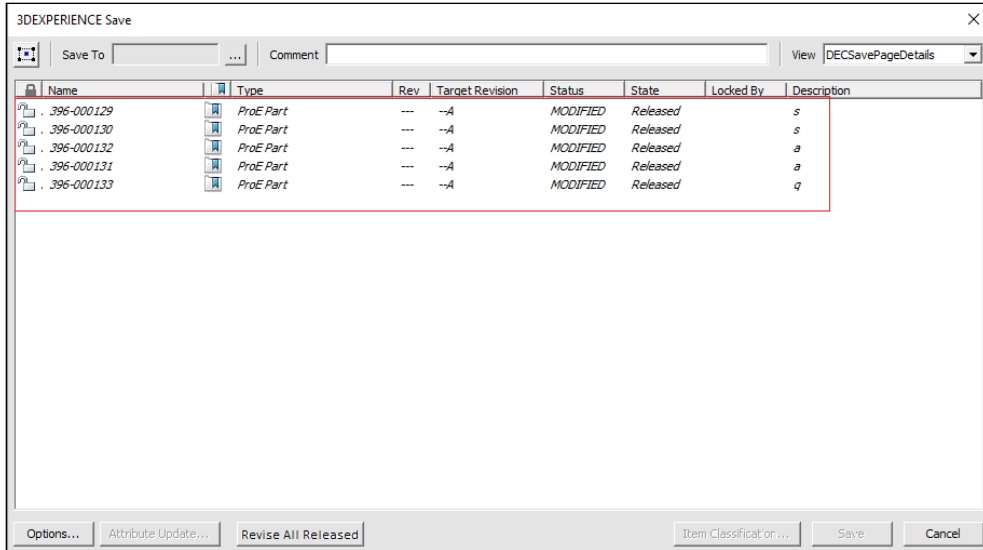 3DEXPERIENCE Save
Save To ... Comment View DECSavePageDetails
Name Type Rev Target Revision Status State Locked By Description
. 396-000129 ProE Part --- --A MODIFIED Released s
. 396-000130 ProE Part --- --A MODIFIED Released s
. 396-000132 ProE Part --- --A MODIFIED Released a
. 396-000131 ProE Part --- --A MODIFIED Released a
. 396-000133 ProE Part --- --A MODIFIED Released q
Options... Attribute Update... Revise All Released Item Classification ... Save Cancel